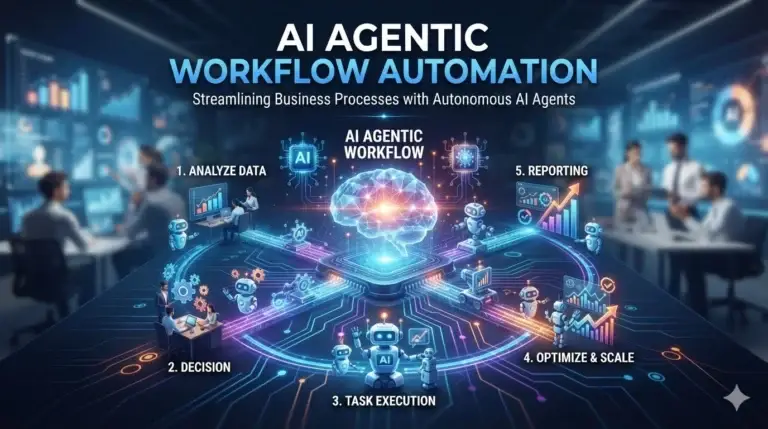 AI AGENTIC
WORKFLOW AUTOMATION
Streamlining Business Processes with Autonomous AI Agents
AI AGENTIC
WORKFLOW
AI
1. ANALYZE DATA
5. REPORTING
2. DECISION
4. OPTIMIZE & SCALE
AI
3. TASK EXECUTION